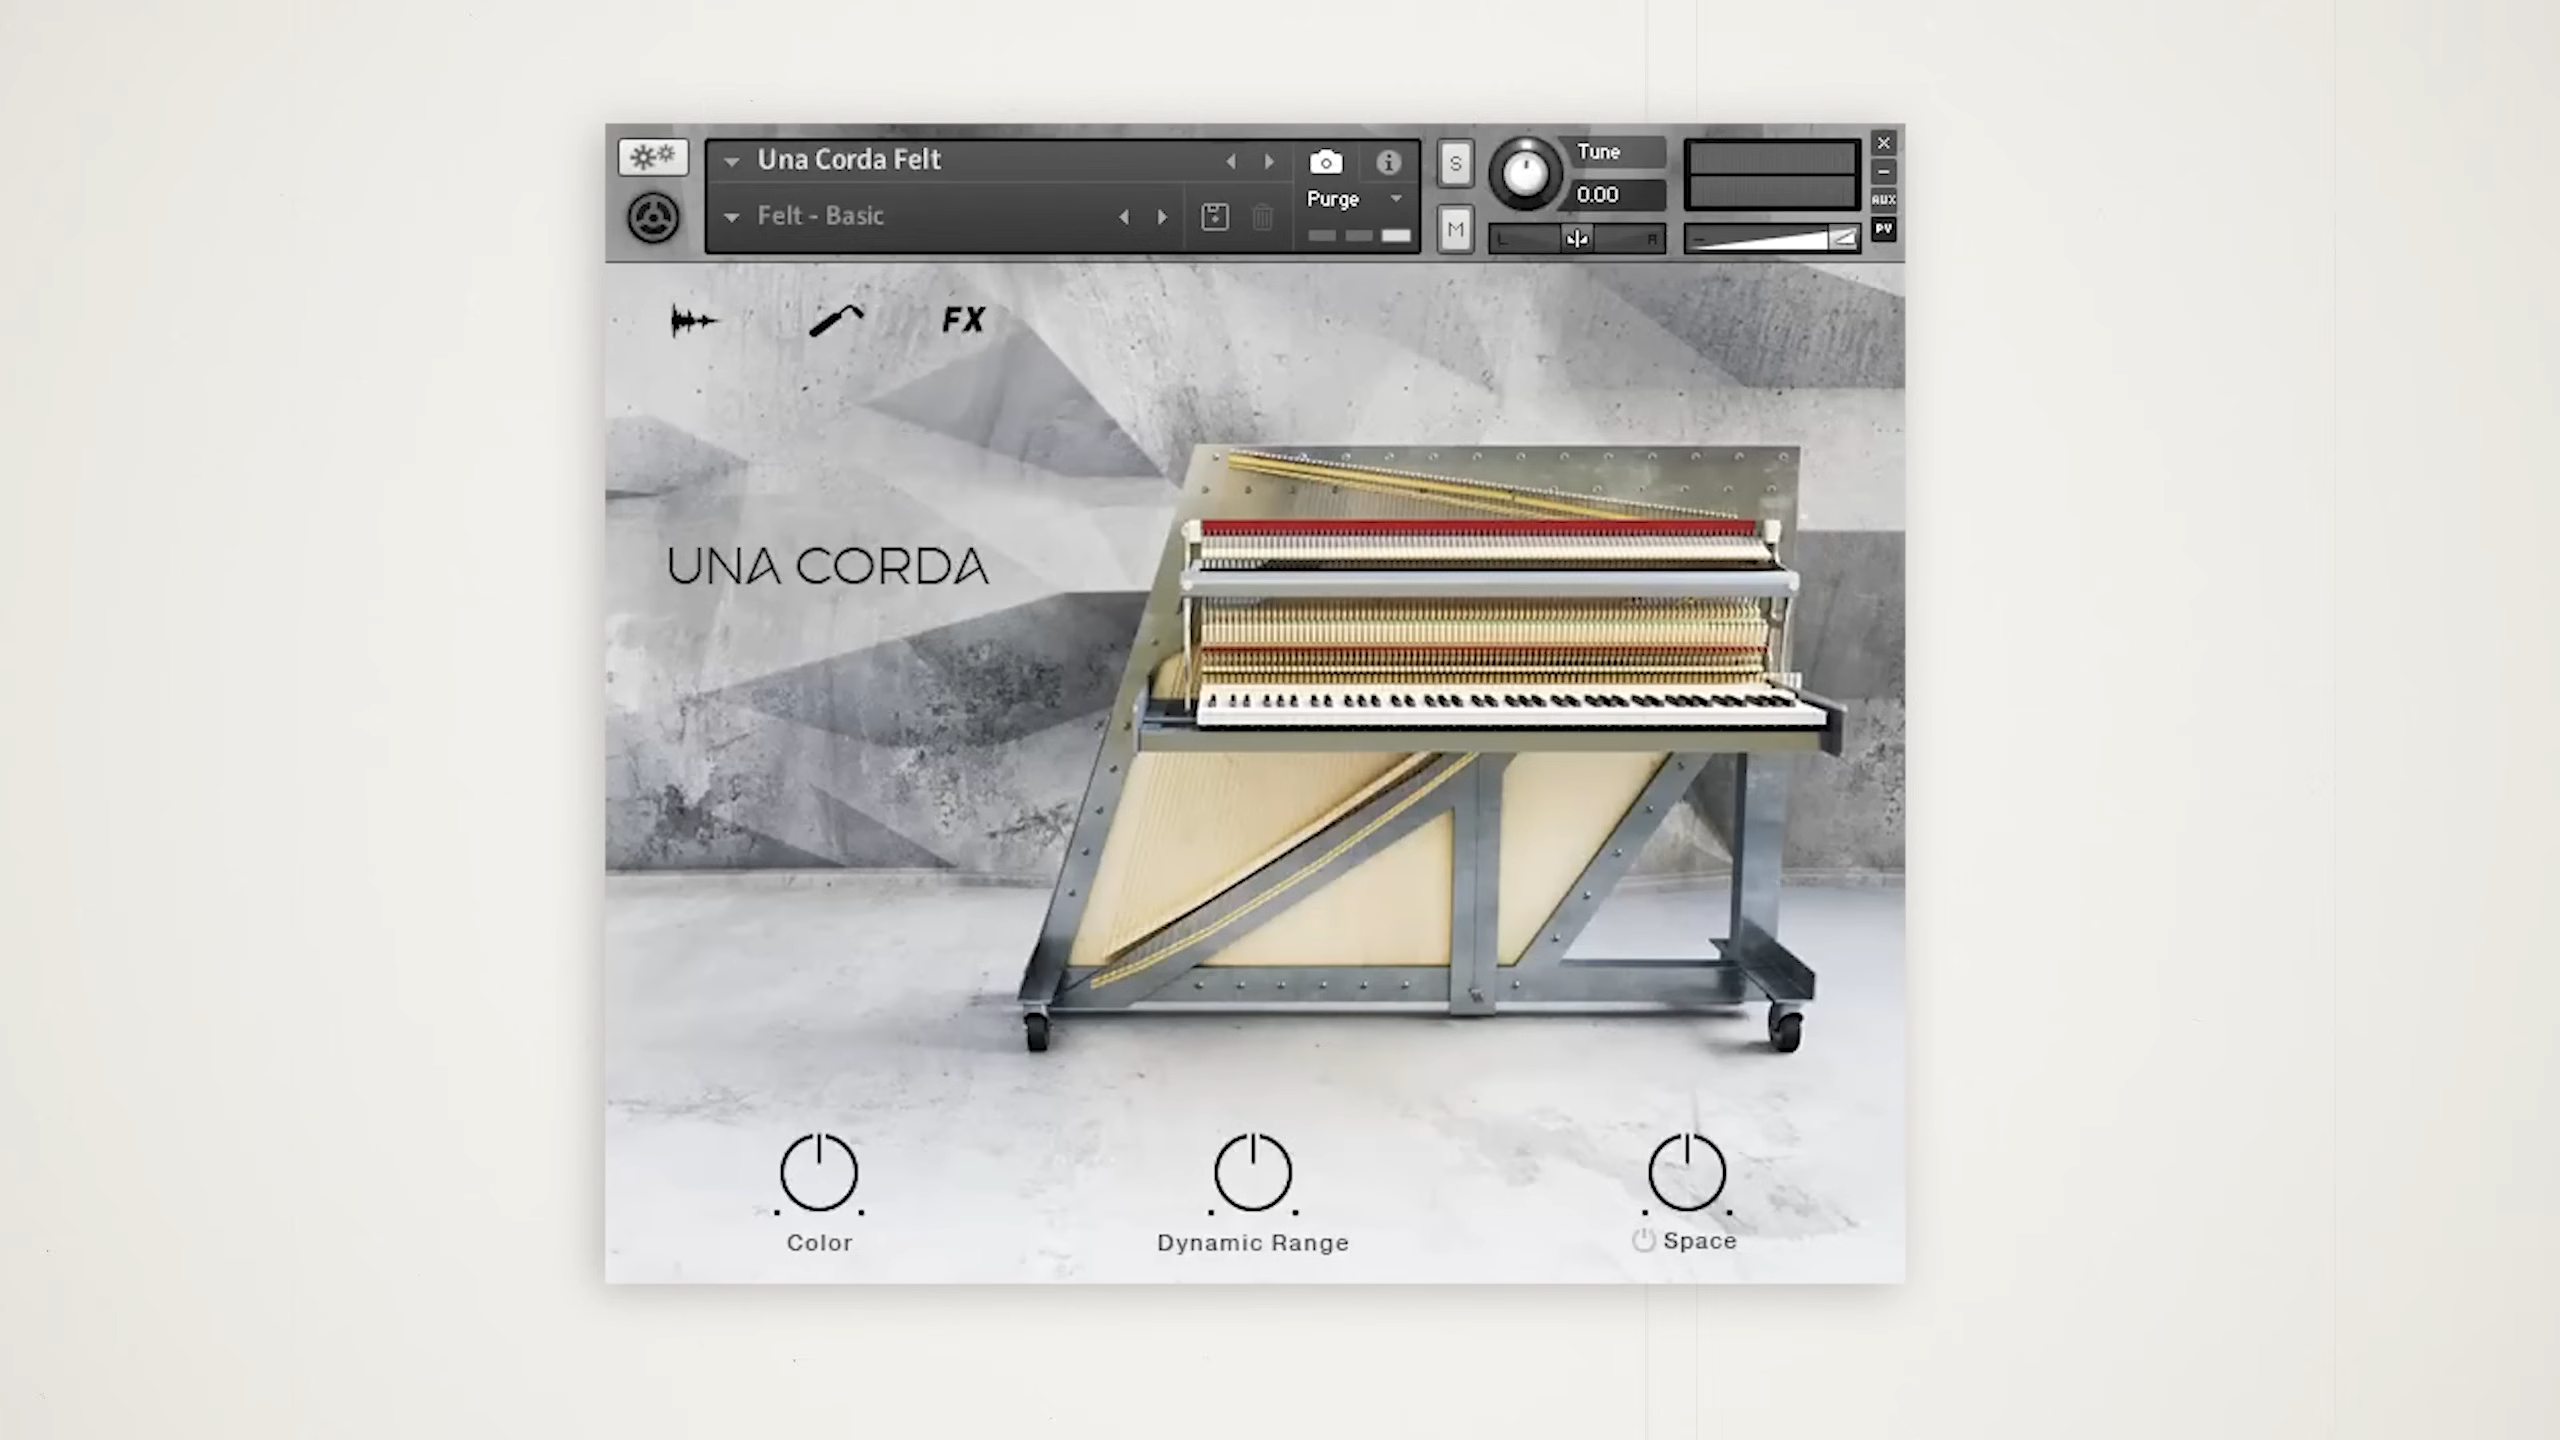 Una Corda Felt
Felt - Basic
Purge
S
M
Tune
0.00
L
R
AUX
PV
FX
UNA CORDA
Color
Dynamic Range
Space